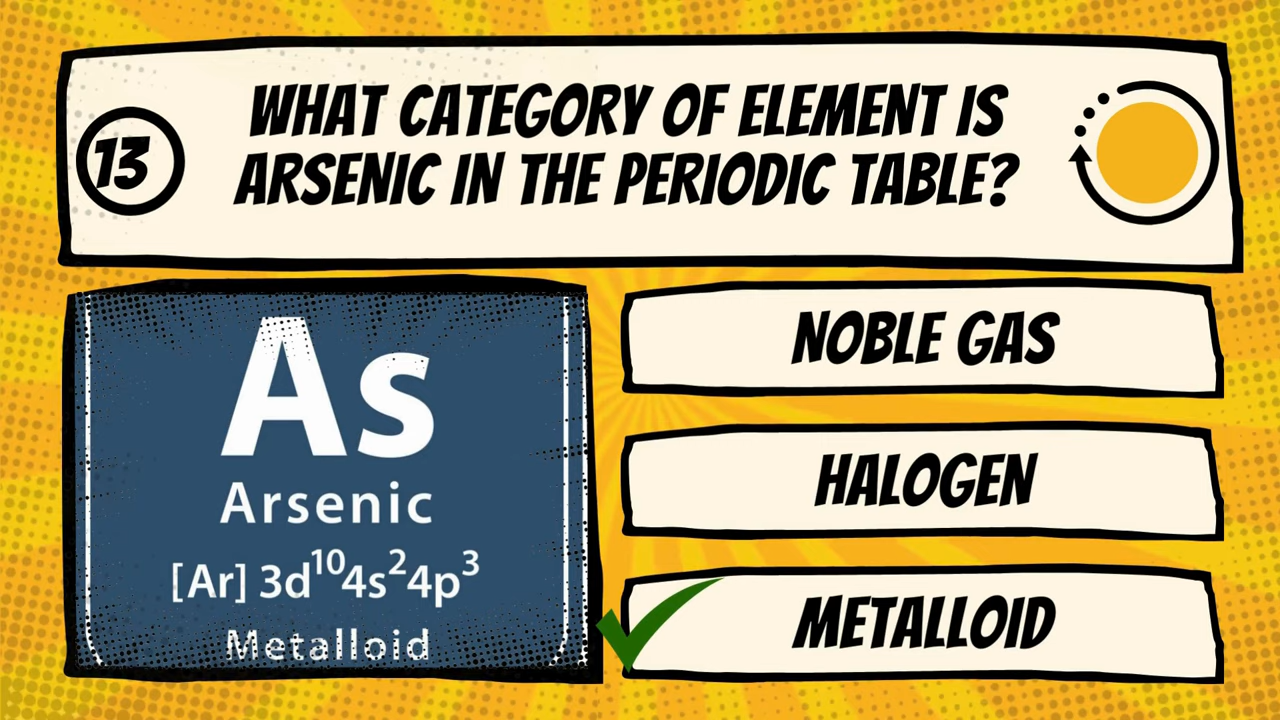 13
WHAT CATEGORY OF ELEMENT IS
ARSENIC IN THE PERIODIC TABLE?
As
Arsenic
[Ar] 3d¹⁰4s²4p³
Metalloid
NOBLE GAS
HALOGEN
METALLOID